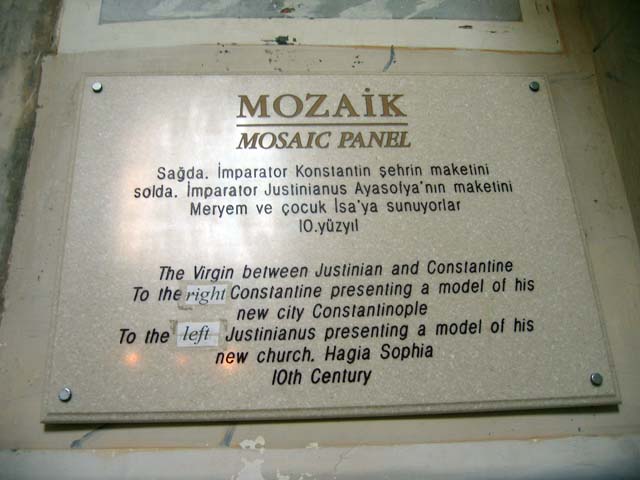 MOZAİK
MOSAIC PANEL
Sağda. İmparator Konstantin şehrin maketini
solda. İmparator Justinianus Ayasofya'nın maketini
Meryem ve çocuk İsa'ya sunuyorlar
10.yüzyıl
The Virgin between Justinian and Constantine
To the right Constantine presenting a model of his
new city Constantinople
To the left Justinianus presenting a model of his
new church. Hagia Sophia
10th Century